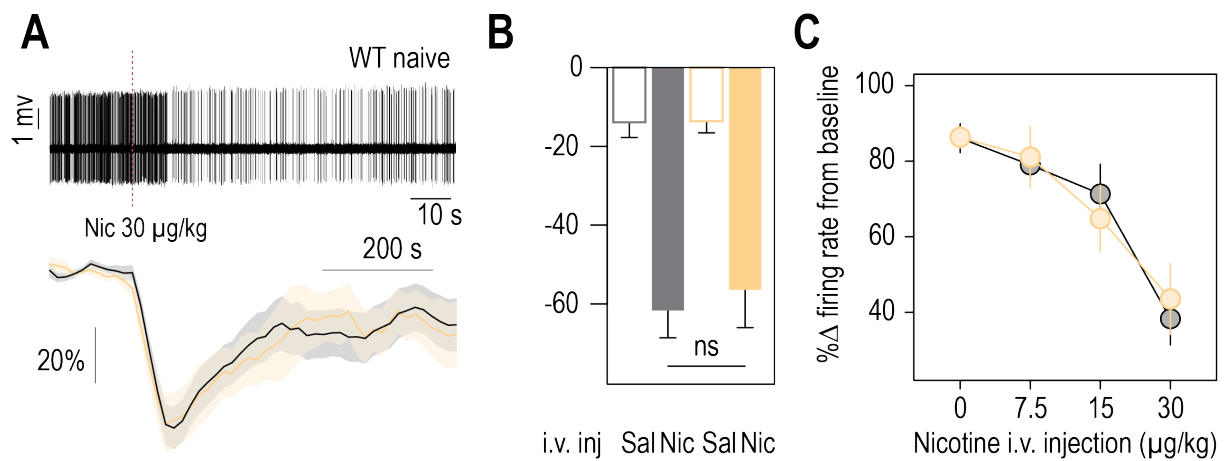 A
WT naive
1 mv
10 s
Nic 30 µg/kg
200 s
20%
B
0
-20
-40
-60
ns
i.v. inj Sal Nic Sal Nic
C
%Δ firing rate from baseline
100
80
60
40
0 7.5 15 30
Nicotine i.v. injection (µg/kg)